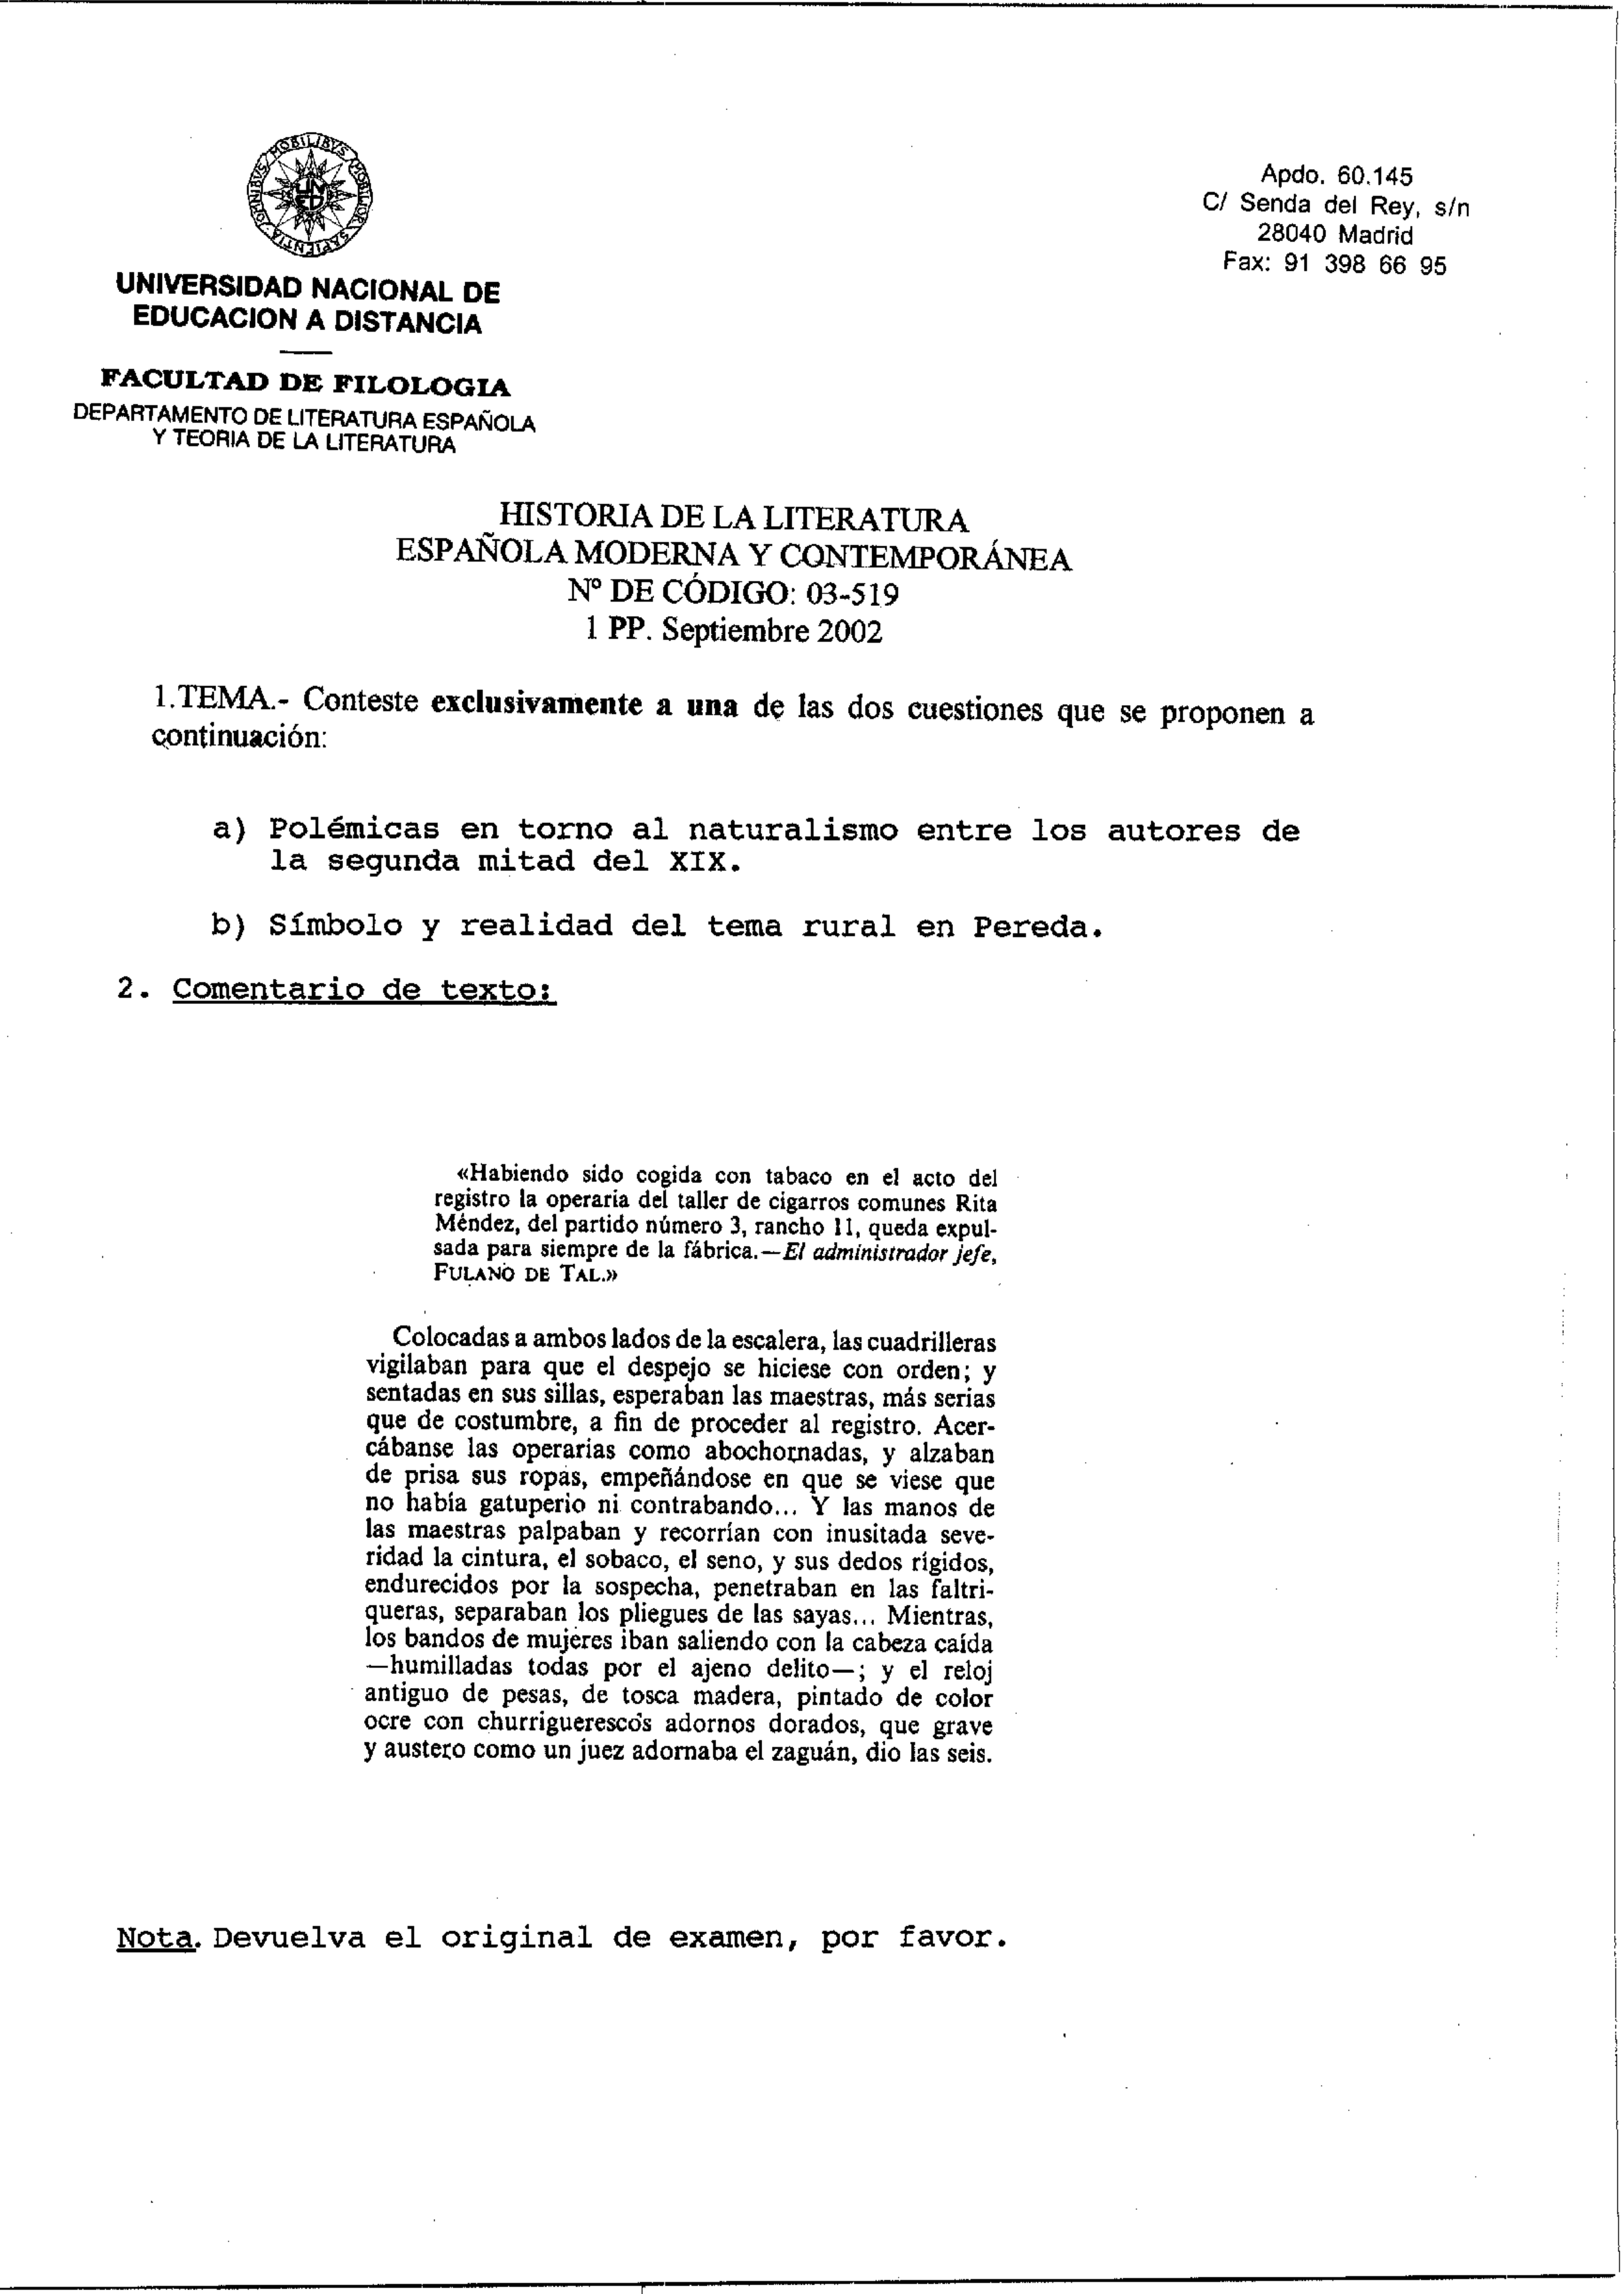 OMNIBVS MOBILIBVS MOBILIOR SAPIENTIA
UNED
UNIVERSIDAD NACIONAL DE
EDUCACION A DISTANCIA
FACULTAD DE FILOLOGIA
DEPARTAMENTO DE LITERATURA ESPAÑOLA
Y TEORIA DE LA LITERATURA
Apdo. 60.145
C/ Senda del Rey, s/n
28040 Madrid
Fax: 91 398 66 95
HISTORIA DE LA LITERATURA
ESPAÑOLA MODERNA Y CONTEMPORÁNEA
Nº DE CÓDIGO: 03-519
1 PP. Septiembre 2002
1.TEMA.- Conteste exclusivamente a una de las dos cuestiones que se proponen a
continuación:
a) Polémicas en torno al naturalismo entre los autores de
la segunda mitad del XIX.
b) Símbolo y realidad del tema rural en Pereda.
2. Comentario de texto:
«Habiendo sido cogida con tabaco en el acto del
registro la operaria del taller de cigarros comunes Rita
Méndez, del partido número 3, rancho 11, queda expul-
sada para siempre de la fábrica.—El administrador jefe,
FULANO DE TAL.»
Colocadas a ambos lados de la escalera, las cuadrilleras
vigilaban para que el despejo se hiciese con orden; y
sentadas en sus sillas, esperaban las maestras, más serias
que de costumbre, a fin de proceder al registro. Acer-
cábanse las operarias como abochornadas, y alzaban
de prisa sus ropas, empeñándose en que se viese que
no había gatuperio ni contrabando... Y las manos de
las maestras palpaban y recorrían con inusitada seve-
ridad la cintura, el sobaco, el seno, y sus dedos rígidos,
endurecidos por la sospecha, penetraban en las faltri-
queras, separaban los pliegues de las sayas... Mientras,
los bandos de mujeres iban saliendo con la cabeza caída
—humilladas todas por el ajeno delito—; y el reloj
antiguo de pesas, de tosca madera, pintado de color
ocre con churriguerescos adornos dorados, que grave
y austero como un juez adornaba el zaguán, dio las seis.
Nota. Devuelva el original de examen, por favor.